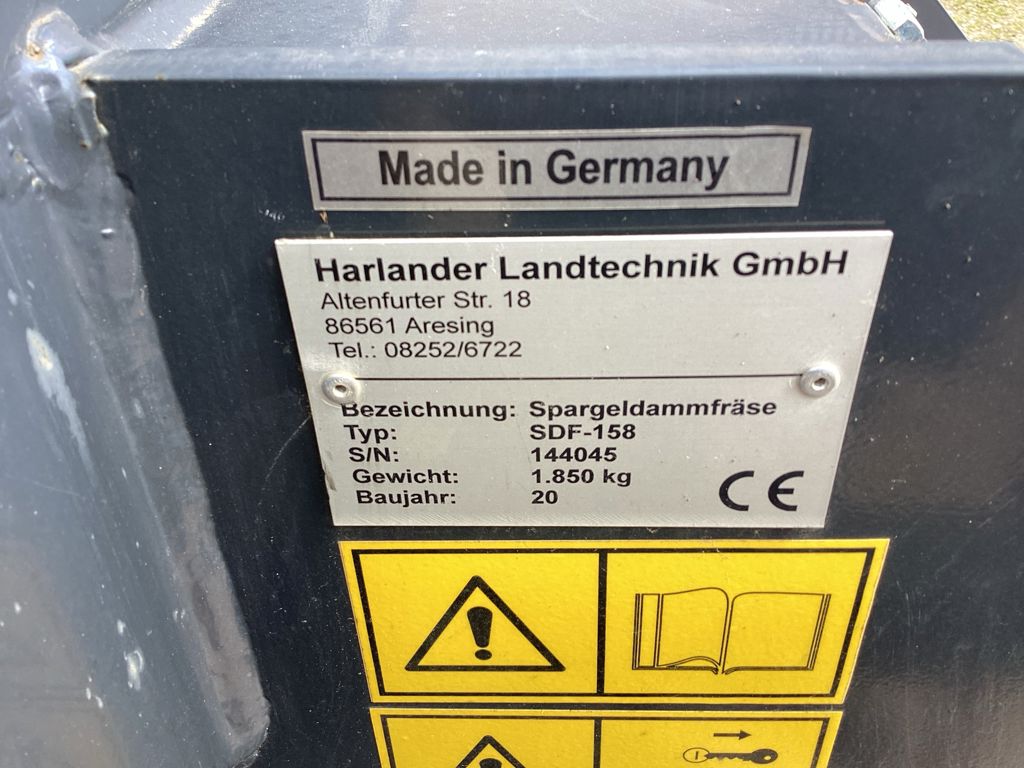 Made in Germany
Harlander Landtechnik GmbH
Altenfurter Str. 18
86561 Aresing
Tel.: 08252/6722
Bezeichnung: Spargeldammfräse
Typ: SDF-158
S/N: 144045
Gewicht: 1.850 kg
Baujahr: 20
CE